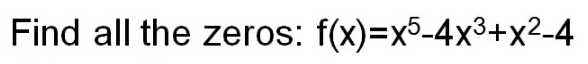 Find all the zeros: f(x)=x⁵-4x³+x²-4